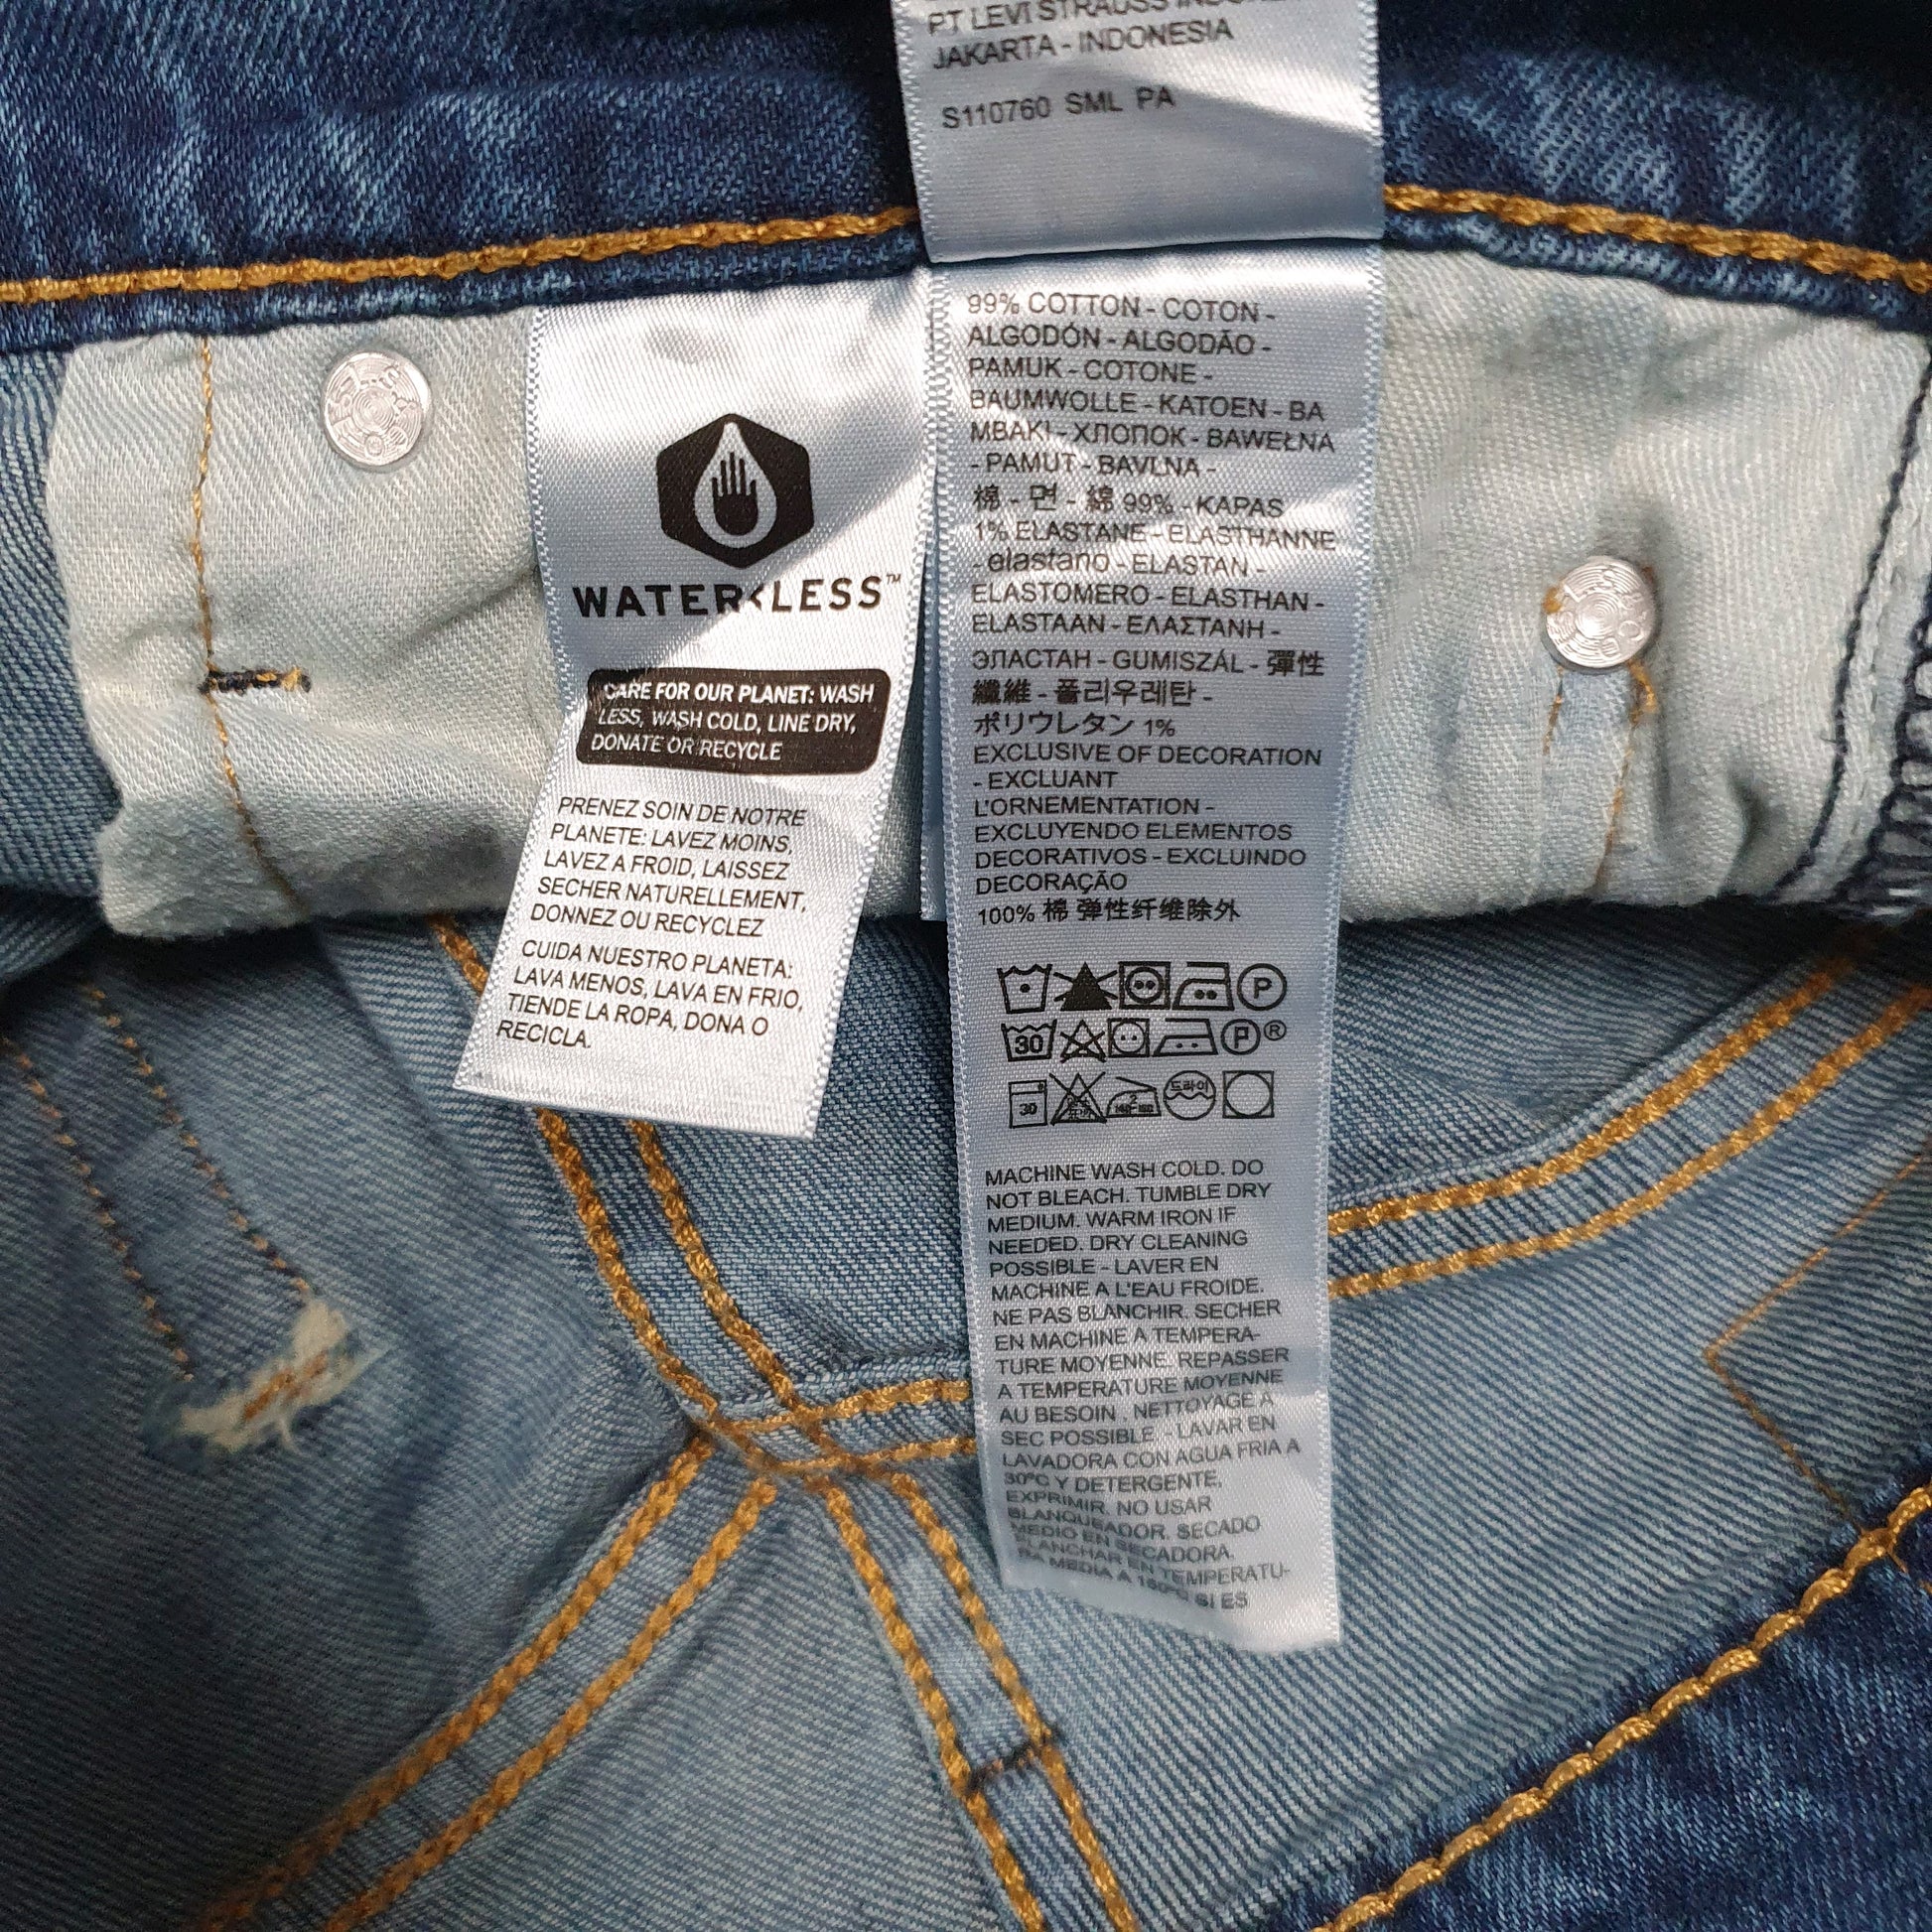 PT LEVI STRAUSS
JAKARTA - INDONESIA
S110760 SML PA
WATER<LESS™
CARE FOR OUR PLANET: WASH
LESS, WASH COLD, LINE DRY,
DONATE OR RECYCLE
PRENEZ SOIN DE NOTRE
PLANETE: LAVEZ MOINS,
LAVEZ A FROID, LAISSEZ
SECHER NATURELLEMENT,
DONNEZ OU RECYCLEZ
CUIDA NUESTRO PLANETA:
LAVA MENOS, LAVA EN FRIO,
TIENDE LA ROPA, DONA O
RECICLA.
99% COTTON - COTON -
ALGODÓN - ALGODÃO -
PAMUK - COTONE -
BAUMWOLLE - KATOEN - BA
MBAKI - ХЛОПОК - BAWEŁNA
- PAMUT - BAVLNA -
棉 - 면 - 綿 99% - KAPAS
1% ELASTANE - ELASTHANNE
- elastano - ELASTAN -
ELASTOMERO - ELASTHAN -
ELASTAAN - ΕΛΑΣΤΑΝΗ -
ЭЛАСТАН - GUMISZÁL - 彈性
纖維 - 폴리우레탄 -
ポリウレタン 1%
EXCLUSIVE OF DECORATION
- EXCLUANT
L'ORNEMENTATION -
EXCLUYENDO ELEMENTOS
DECORATIVOS - EXCLUINDO
DECORAÇÃO
100% 棉 弹性纤维除外
P
30 P ®
30 드라이
MACHINE WASH COLD. DO
NOT BLEACH. TUMBLE DRY
MEDIUM. WARM IRON IF
NEEDED. DRY CLEANING
POSSIBLE - LAVER EN
MACHINE A L'EAU FROIDE.
NE PAS BLANCHIR. SECHER
EN MACHINE A TEMPERA-
TURE MOYENNE. REPASSER
A TEMPERATURE MOYENNE
AU BESOIN . NETTOYAGE A
SEC POSSIBLE. - LAVAR EN
LAVADORA CON AGUA FRIA A
30°C Y DETERGENTE.
EXPRIMIR. NO USAR
BLANQUEADOR. SECADO
MEDIO EN SECADORA.
PLANCHAR EN TEMPERATU-
RA MEDIA A SI ES